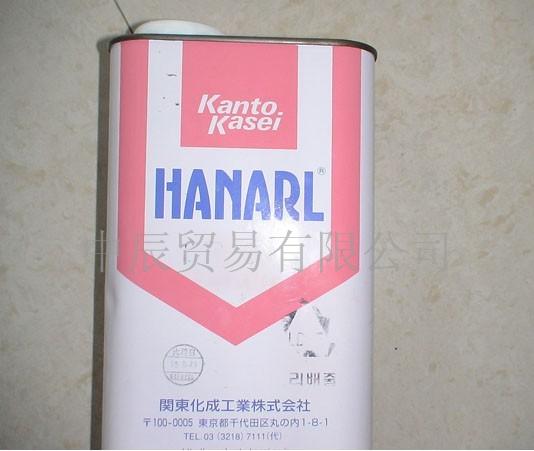 Kanto
Kasei
HANARL®
中辰贸易有限公司
分리배출
関東化成工業株式会社
〒100-0005 東京都千代田区丸の内1-8-1
TEL.03 (3218) 7111(代)